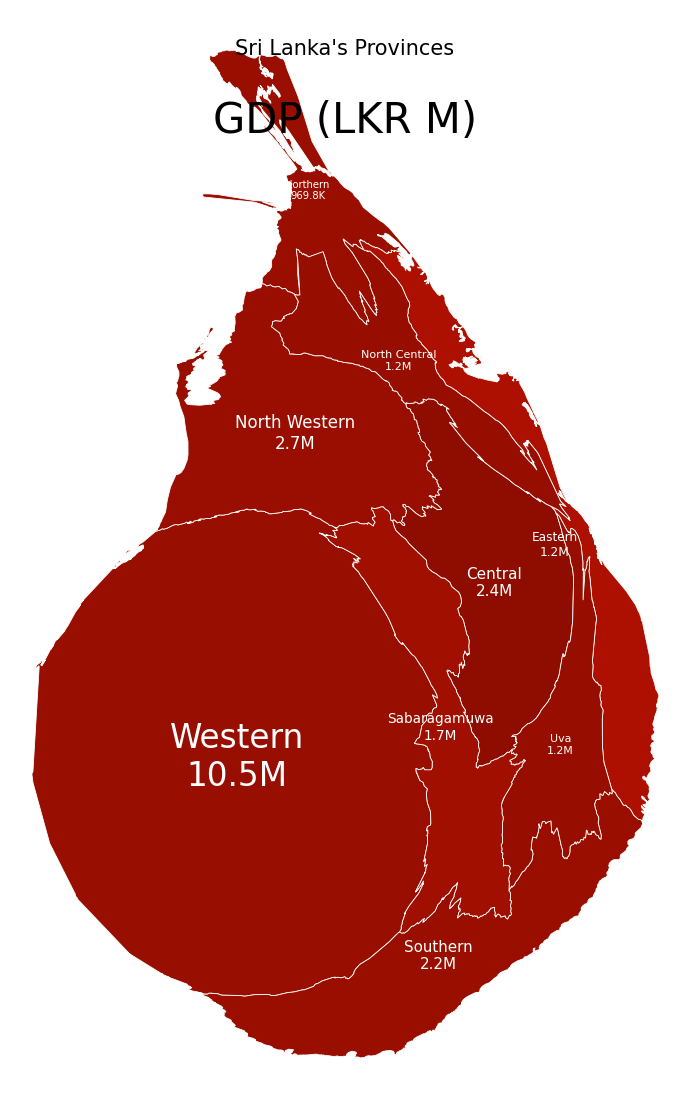 Sri Lanka's Provinces
GDP (LKR M)
Northern
969.8K
North Central
1.2M
North Western
2.7M
Eastern
1.2M
Central
2.4M
Sabaragamuwa
1.7M
Western
10.5M
Uva
1.2M
Southern
2.2M